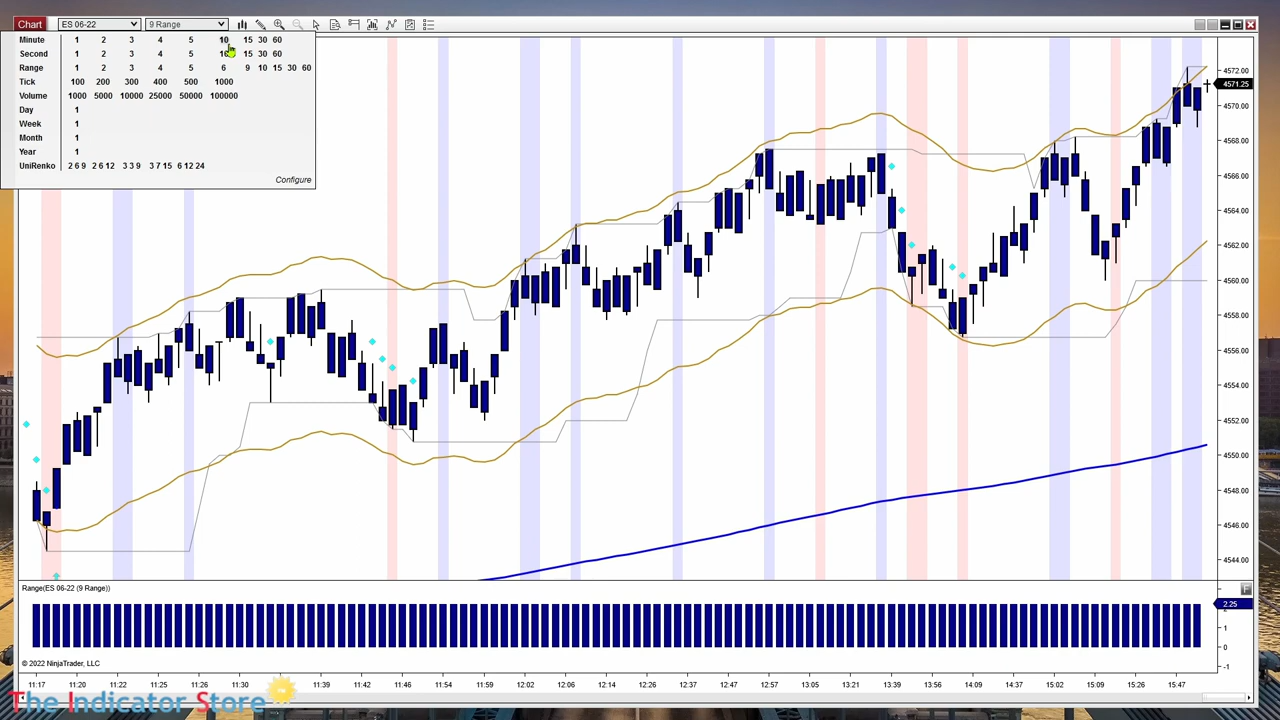 Chart ES 06-22 9 Range
Minute 1 2 3 4 5 10 15 30 60
Second 1 2 3 4 5 10 15 30 60
Range 1 2 3 4 5 6 9 10 15 30 60
Tick 100 200 300 400 500 1000
Volume 1000 5000 10000 25000 50000 100000
Day 1
Week 1
Month 1
Year 1
UniRenko 2 6 9 2 6 12 3 3 9 3 7 15 6 12 24
Configure
4572.00
4571.25
4570.00
4568.00
4566.00
4564.00
4562.00
4560.00
4558.00
4556.00
4554.00
4552.00
4550.00
4548.00
4546.00
4544.00
Range(ES 06-22 (9 Range))
F
2.25
1
0
-1
© 2022 NinjaTrader, LLC
11:17 11:20 11:22 11:25 11:26 11:30 11:31 11:39 11:42 11:46 11:54 11:59 12:02 12:06 12:14 12:26 12:37 12:47 12:57 13:05 13:21 13:39 13:56 14:09 14:37 15:02 15:09 15:26 15:47
The Indicator Store